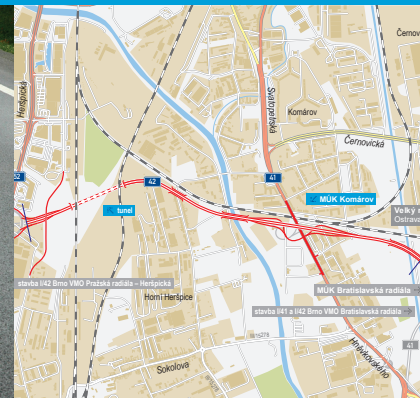 Černov
Heršpická
Svatopetrská
Komárov
Černovická
52
42
41
MÚK Komárov
tunel
Velký
Ostrava
stavba I/42 Brno VMO Pražská radiála – Heršpická
MÚK Bratislavská radiála
Horní Heršpice
stavba I/41 a I/42 Brno VMO Bratislavská radiála
41
Hněvkovského
Sokolova